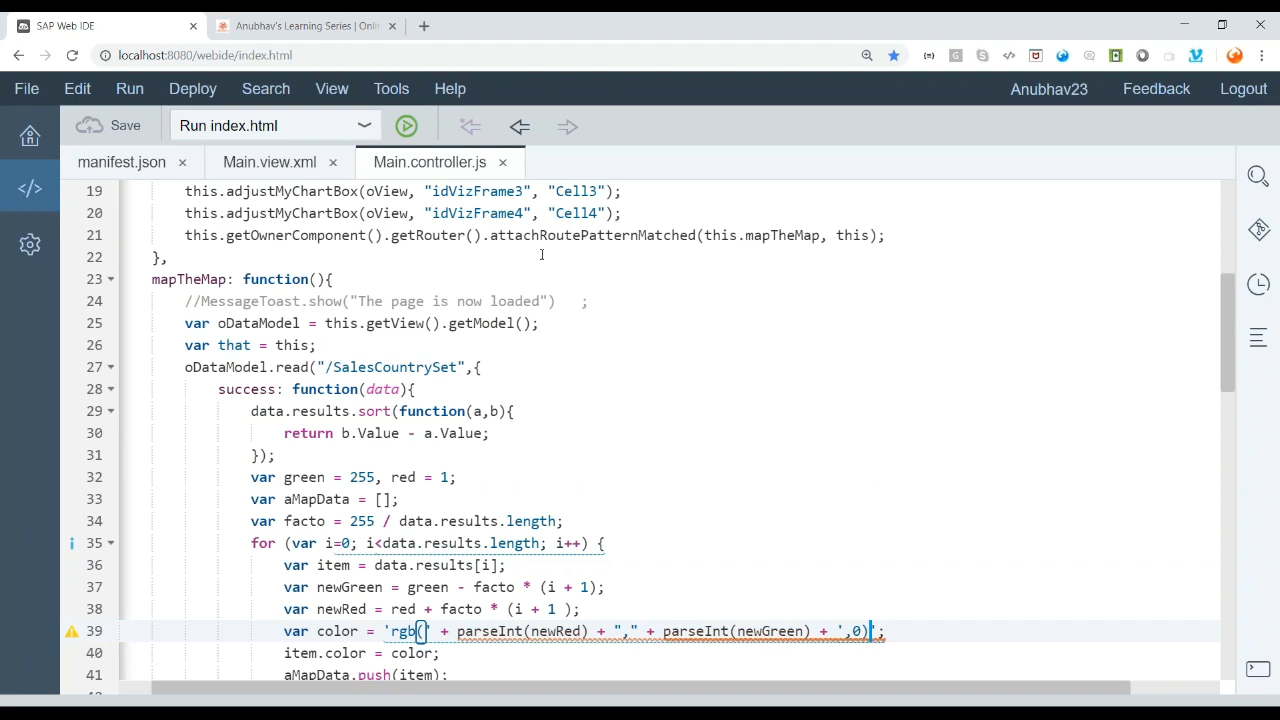 SAP Web IDE
Anubhav's Learning Series | Onli
localhost:8080/webide/index.html
File Edit Run Deploy Search View Tools Help Anubhav23 Feedback Logout
Save Run index.html
manifest.json Main.view.xml Main.controller.js
19 this.adjustMyChartBox(oView, "idVizFrame3", "Cell3");
20 this.adjustMyChartBox(oView, "idVizFrame4", "Cell4");
21 this.getOwnerComponent().getRouter().attachRoutePatternMatched(this.mapTheMap, this);
22 },
23 mapTheMap: function(){
24 //MessageToast.show("The page is now loaded") ;
25 var oDataModel = this.getView().getModel();
26 var that = this;
27 oDataModel.read("/SalesCountrySet",{
28 success: function(data){
29 data.results.sort(function(a,b){
30 return b.Value - a.Value;
31 });
32 var green = 255, red = 1;
33 var aMapData = [];
34 var facto = 255 / data.results.length;
35 for (var i=0; i<data.results.length; i++) {
36 var item = data.results[i];
37 var newGreen = green - facto * (i + 1);
38 var newRed = red + facto * (i + 1 );
39 var color = 'rgb(' + parseInt(newRed) + "," + parseInt(newGreen) + ',0)';
40 item.color = color;
41 aMapData.push(item);